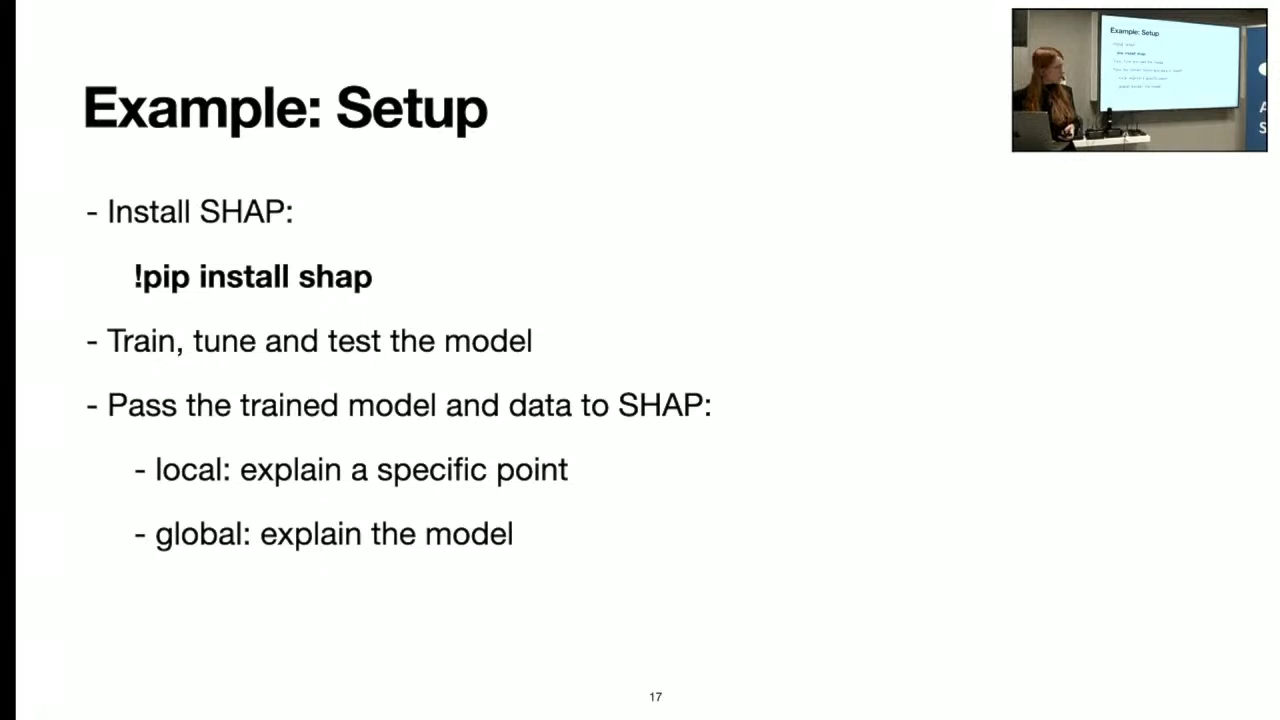 Example: Setup
- Install SHAP:
!pip install shap
- Train, tune and test the model
- Pass the trained model and data to SHAP:
- local: explain a specific point
- global: explain the model
17
Example: Setup